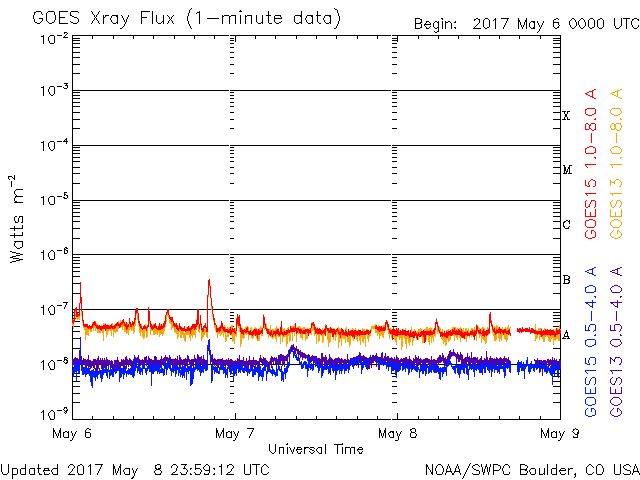 GOES Xray Flux (1-minute data)
Begin: 2017 May 6 0000 UTC
10⁻²
10⁻³
10⁻⁴
10⁻⁵
10⁻⁶
10⁻⁷
10⁻⁸
10⁻⁹
Watts m⁻²
X
M
C
B
A
GOES15 1.0-8.0 A
GOES13 1.0-8.0 A
GOES15 0.5-4.0 A
GOES13 0.5-4.0 A
May 6
May 7
May 8
May 9
Universal Time
Updated 2017 May 8 23:59:12 UTC
NOAA/SWPC Boulder, CO USA